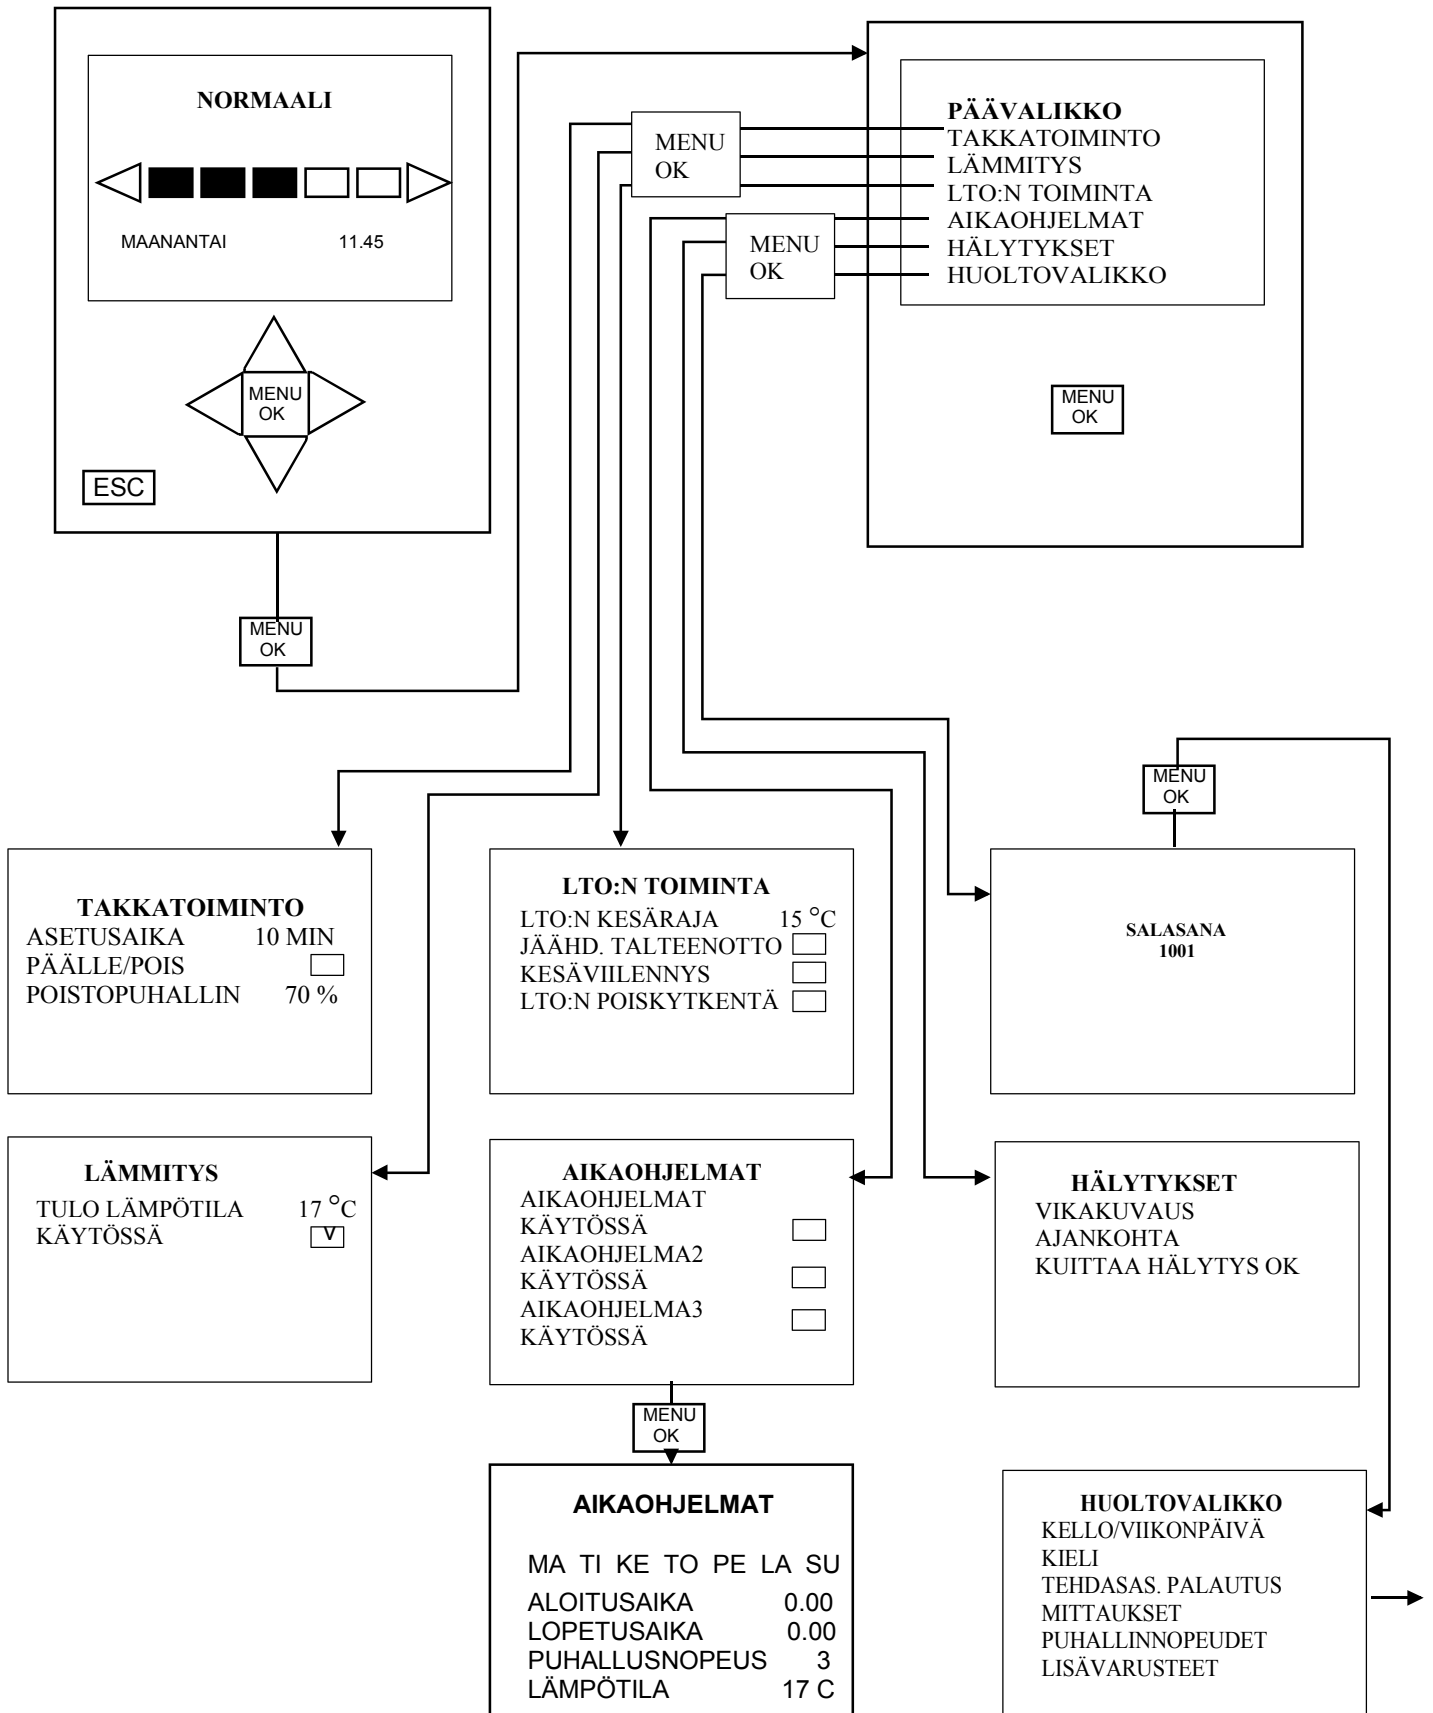 NORMAALI
MAANANTAI 11.45
MENU
OK
ESC
MENU
OK
MENU
OK
MENU
OK
PÄÄVALIKKO
TAKKATOIMINTO
LÄMMITYS
LTO:N TOIMINTA
AIKAOHJELMAT
HÄLYTYKSET
HUOLTOVALIKKO
MENU
OK
MENU
OK
TAKKATOIMINTO
ASETUSAIKA 10 MIN
PÄÄLLE/POIS
POISTOPUHALLIN 70 %
LTO:N TOIMINTA
LTO:N KESÄRAJA 15 °C
JÄÄHD. TALTEENOTTO
KESÄVIILENNYS
LTO:N POISKYTKENTÄ
SALASANA
1001
LÄMMITYS
TULO LÄMPÖTILA 17 °C
KÄYTÖSSÄ V
AIKAOHJELMAT
AIKAOHJELMAT
KÄYTÖSSÄ
AIKAOHJELMA2
KÄYTÖSSÄ
AIKAOHJELMA3
KÄYTÖSSÄ
HÄLYTYKSET
VIKAKUVAUS
AJANKOHTA
KUITTAA HÄLYTYS OK
MENU
OK
AIKAOHJELMAT
MA TI KE TO PE LA SU
ALOITUSAIKA 0.00
LOPETUSAIKA 0.00
PUHALLUSNOPEUS 3
LÄMPÖTILA 17 C
HUOLTOVALIKKO
KELLO/VIIKONPÄIVÄ
KIELI
TEHDASAS. PALAUTUS
MITTAUKSET
PUHALLINNOPEUDET
LISÄVARUSTEET